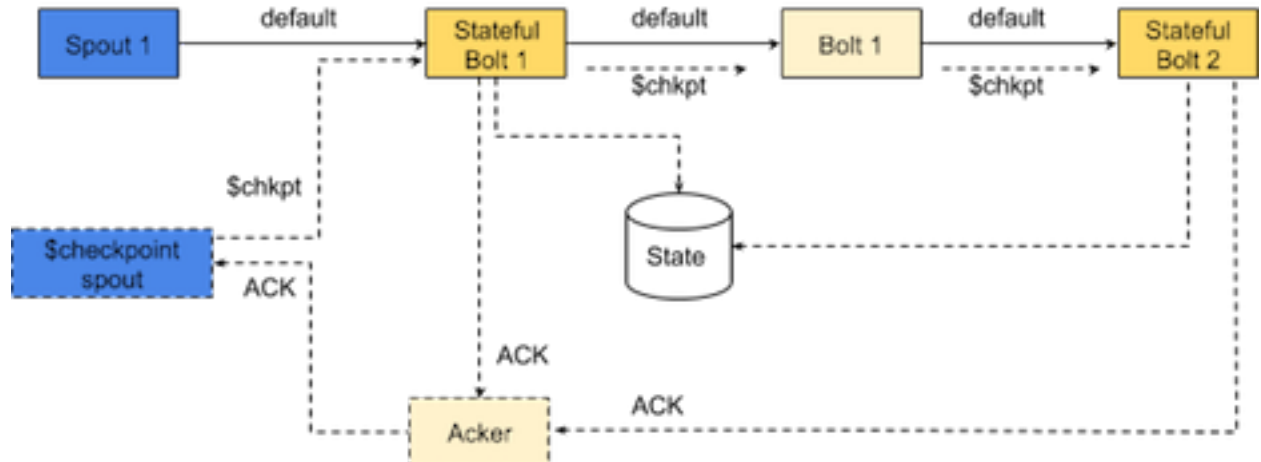 default
default
default
Spout 1
Stateful
Bolt 1
Bolt 1
Stateful
Bolt 2
$chkpt
$chkpt
$chkpt
$checkpoint
spout
State
ACK
ACK
ACK
Acker